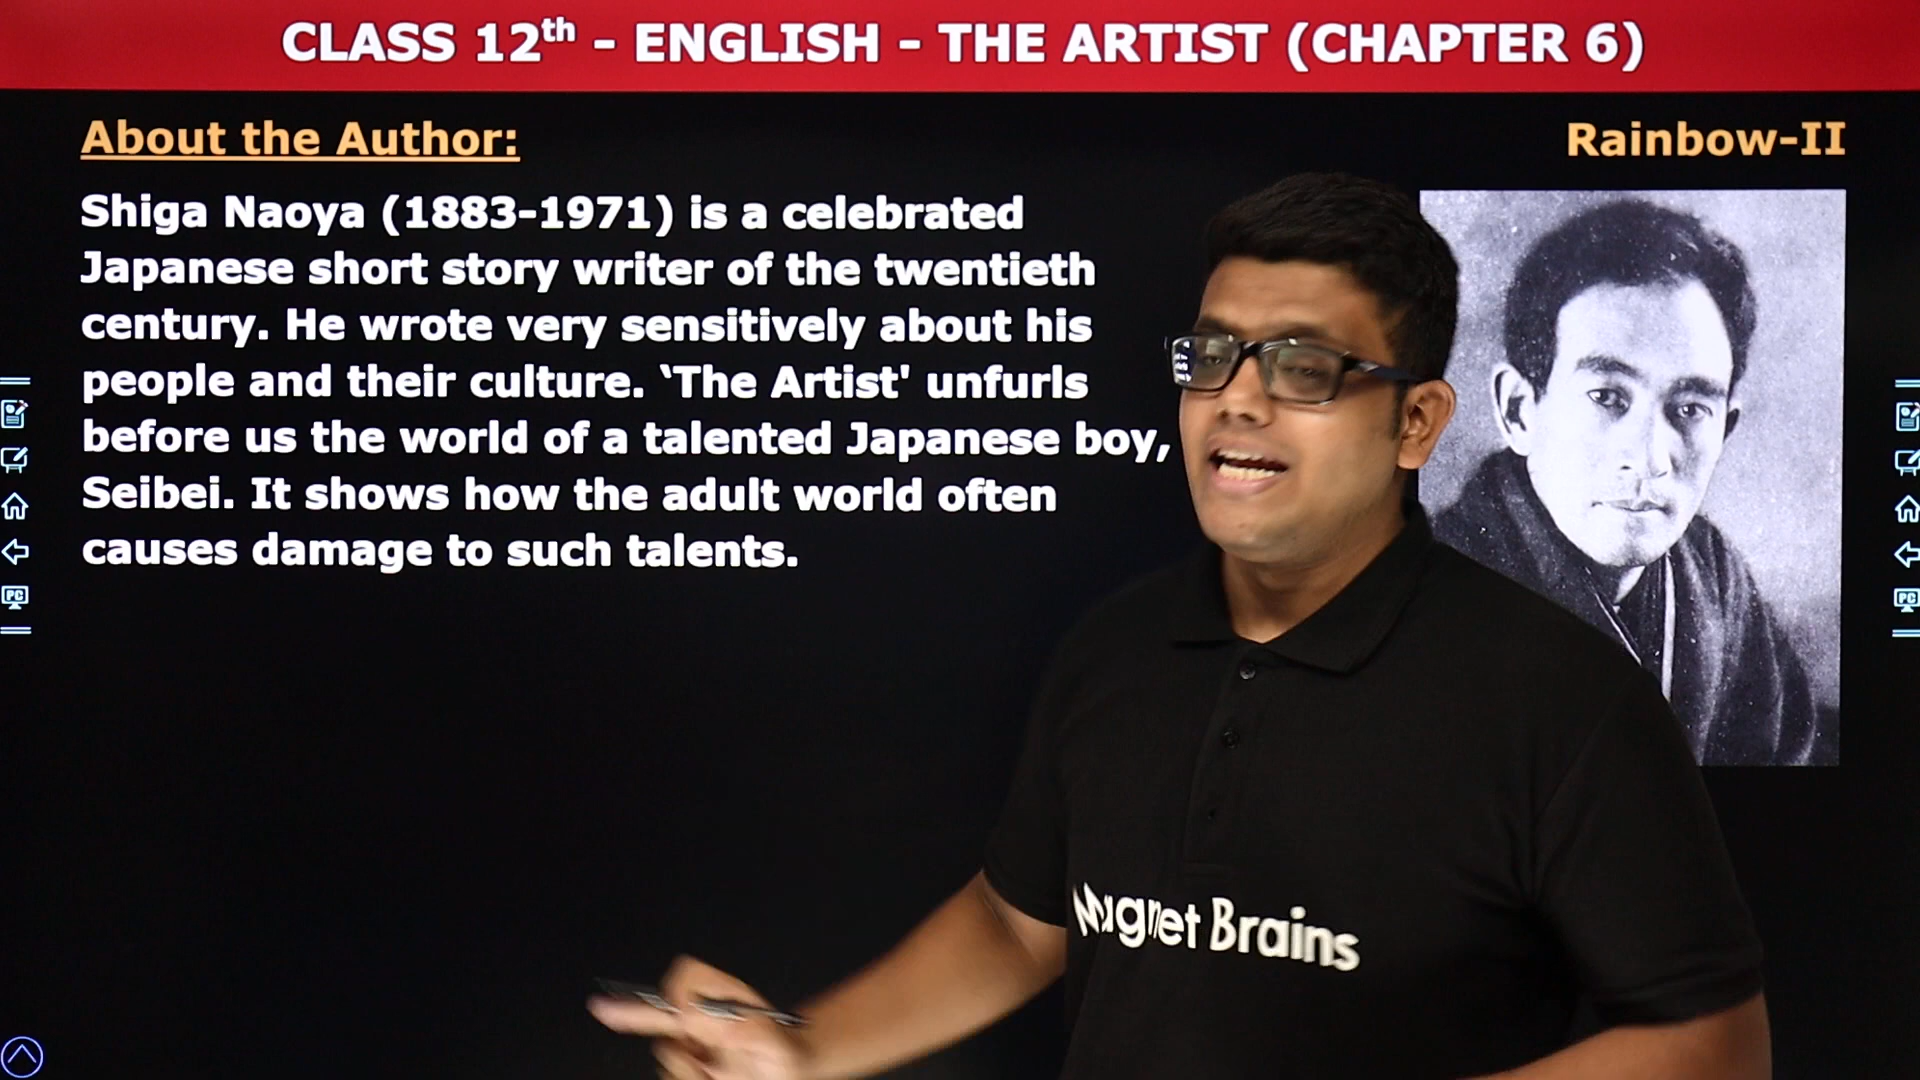 CLASS 12th - ENGLISH - THE ARTIST (CHAPTER 6)
About the Author:
Rainbow-II
Shiga Naoya (1883-1971) is a celebrated
Japanese short story writer of the twentieth
century. He wrote very sensitively about his
people and their culture. ‘The Artist' unfurls
before us the world of a talented Japanese boy,
Seibei. It shows how the adult world often
causes damage to such talents.
PC
PC
Magnet Brains